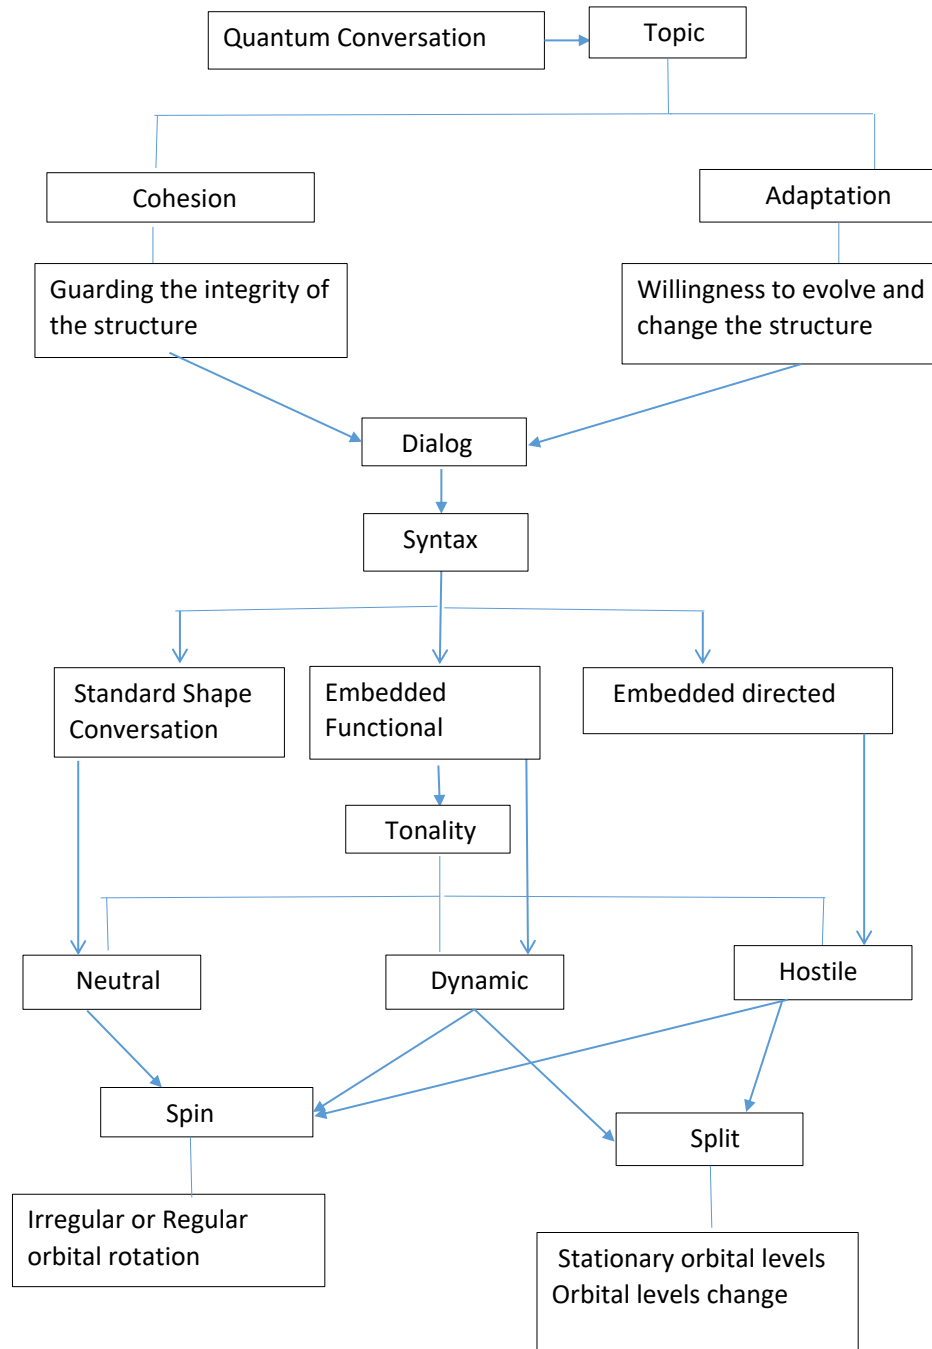 Quantum Conversation
Topic
Cohesion
Adaptation
Guarding the integrity of
the structure
Willingness to evolve and
change the structure
Dialog
Syntax
Standard Shape
Conversation
Embedded
Functional
Embedded directed
Tonality
Neutral
Dynamic
Hostile
Spin
Split
Irregular or Regular
orbital rotation
Stationary orbital levels
Orbital levels change